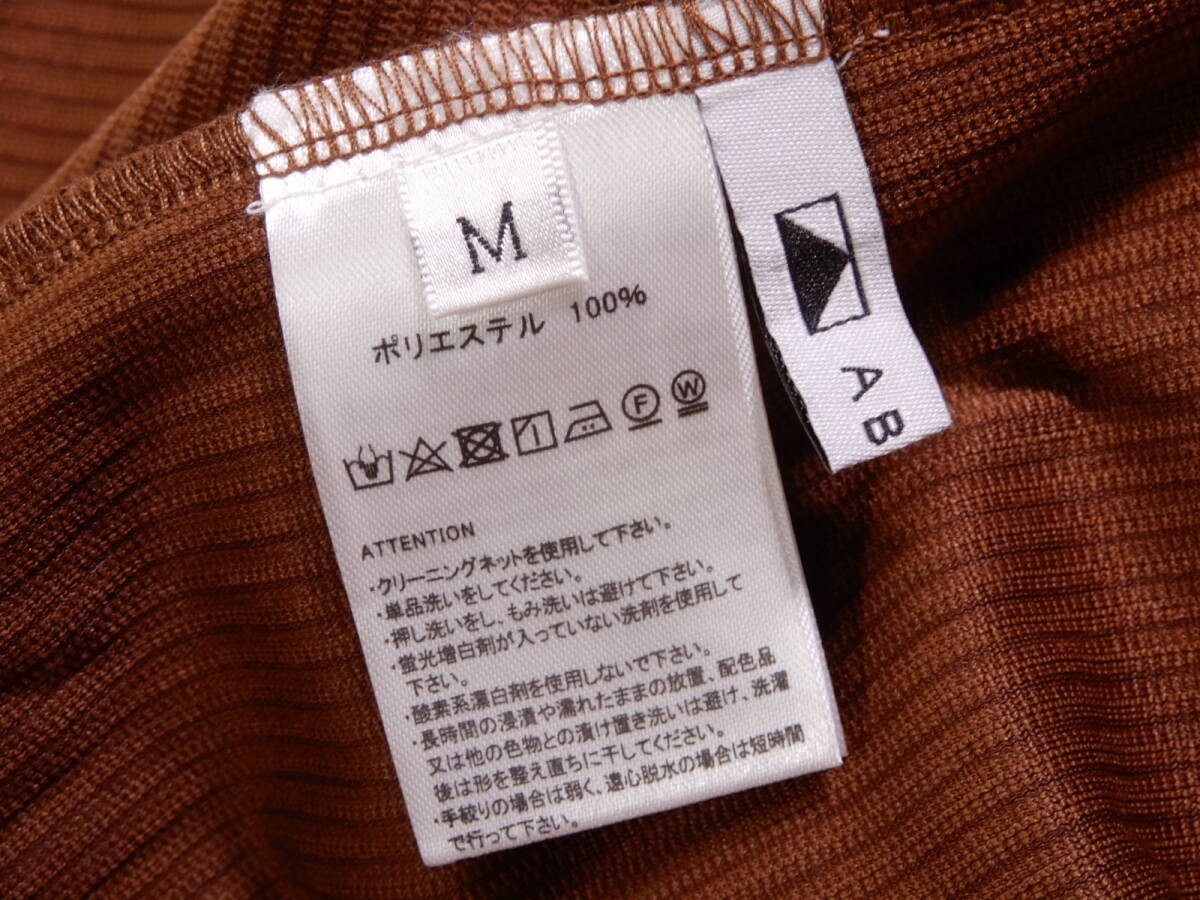 M
ポリエステル 100%
F
W
ATTENTION
・クリーニングネットを使用して下さい。
・単品洗いをしてください。
・押し洗いをし、もみ洗いは避けて下さい。
・蛍光増白剤が入っていない洗剤を使用して
下さい。
・酸素系漂白剤を使用しないで下さい。
・長時間の浸漬や濡れたままの放置、配色品
又は他の色物との漬け置き洗いは避け、洗濯
後は形を整え直ちに干してください。
・手絞りの場合は弱く、遠心脱水の場合は短時間
で行って下さい。
AB